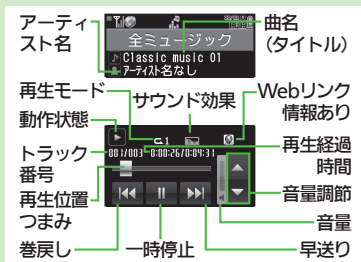 アーティスト名
曲名
(タイトル)
全ミュージック
Classic music 01
アーティスト名なし
再生モード
サウンド効果
Webリンク
情報あり
動作状態
1
トラック
番号
001/003
0:00:26/0:04:31
再生経過
時間
再生位置
つまみ
音量調節
音量
巻戻し
一時停止
早送り